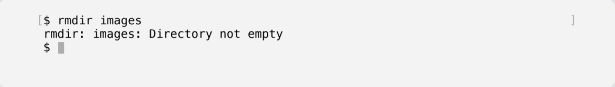 [$ rmdir images ]
rmdir: images: Directory not empty
$